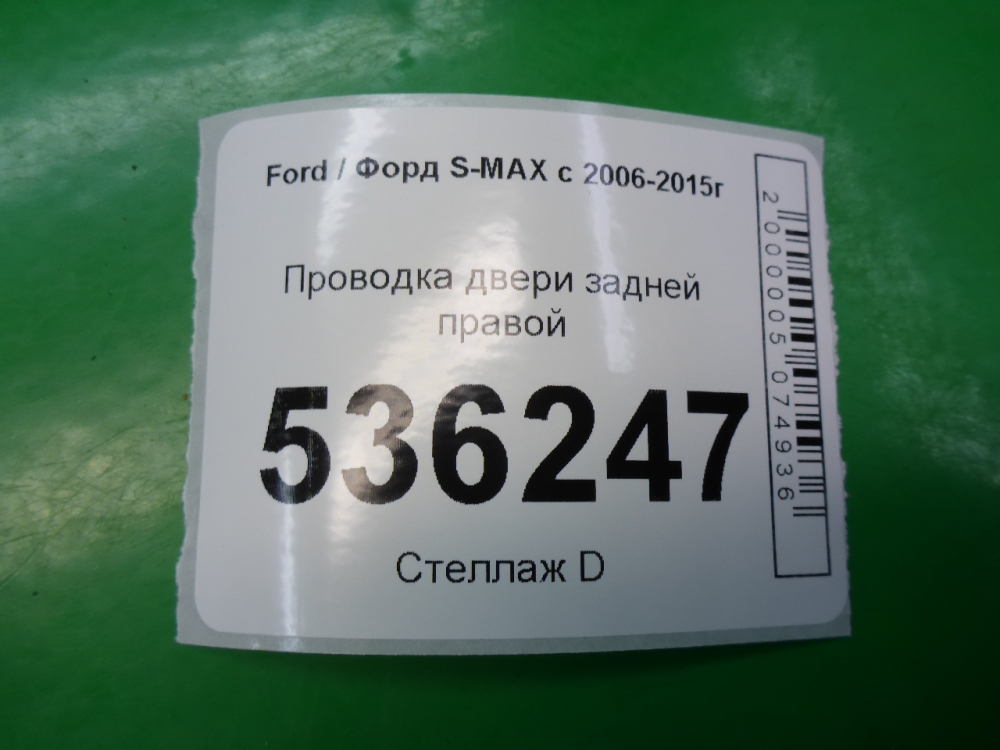 Ford / Форд S-MAX с 2006-2015г
Проводка двери задней
правой
536247
Стеллаж D
2000005074936